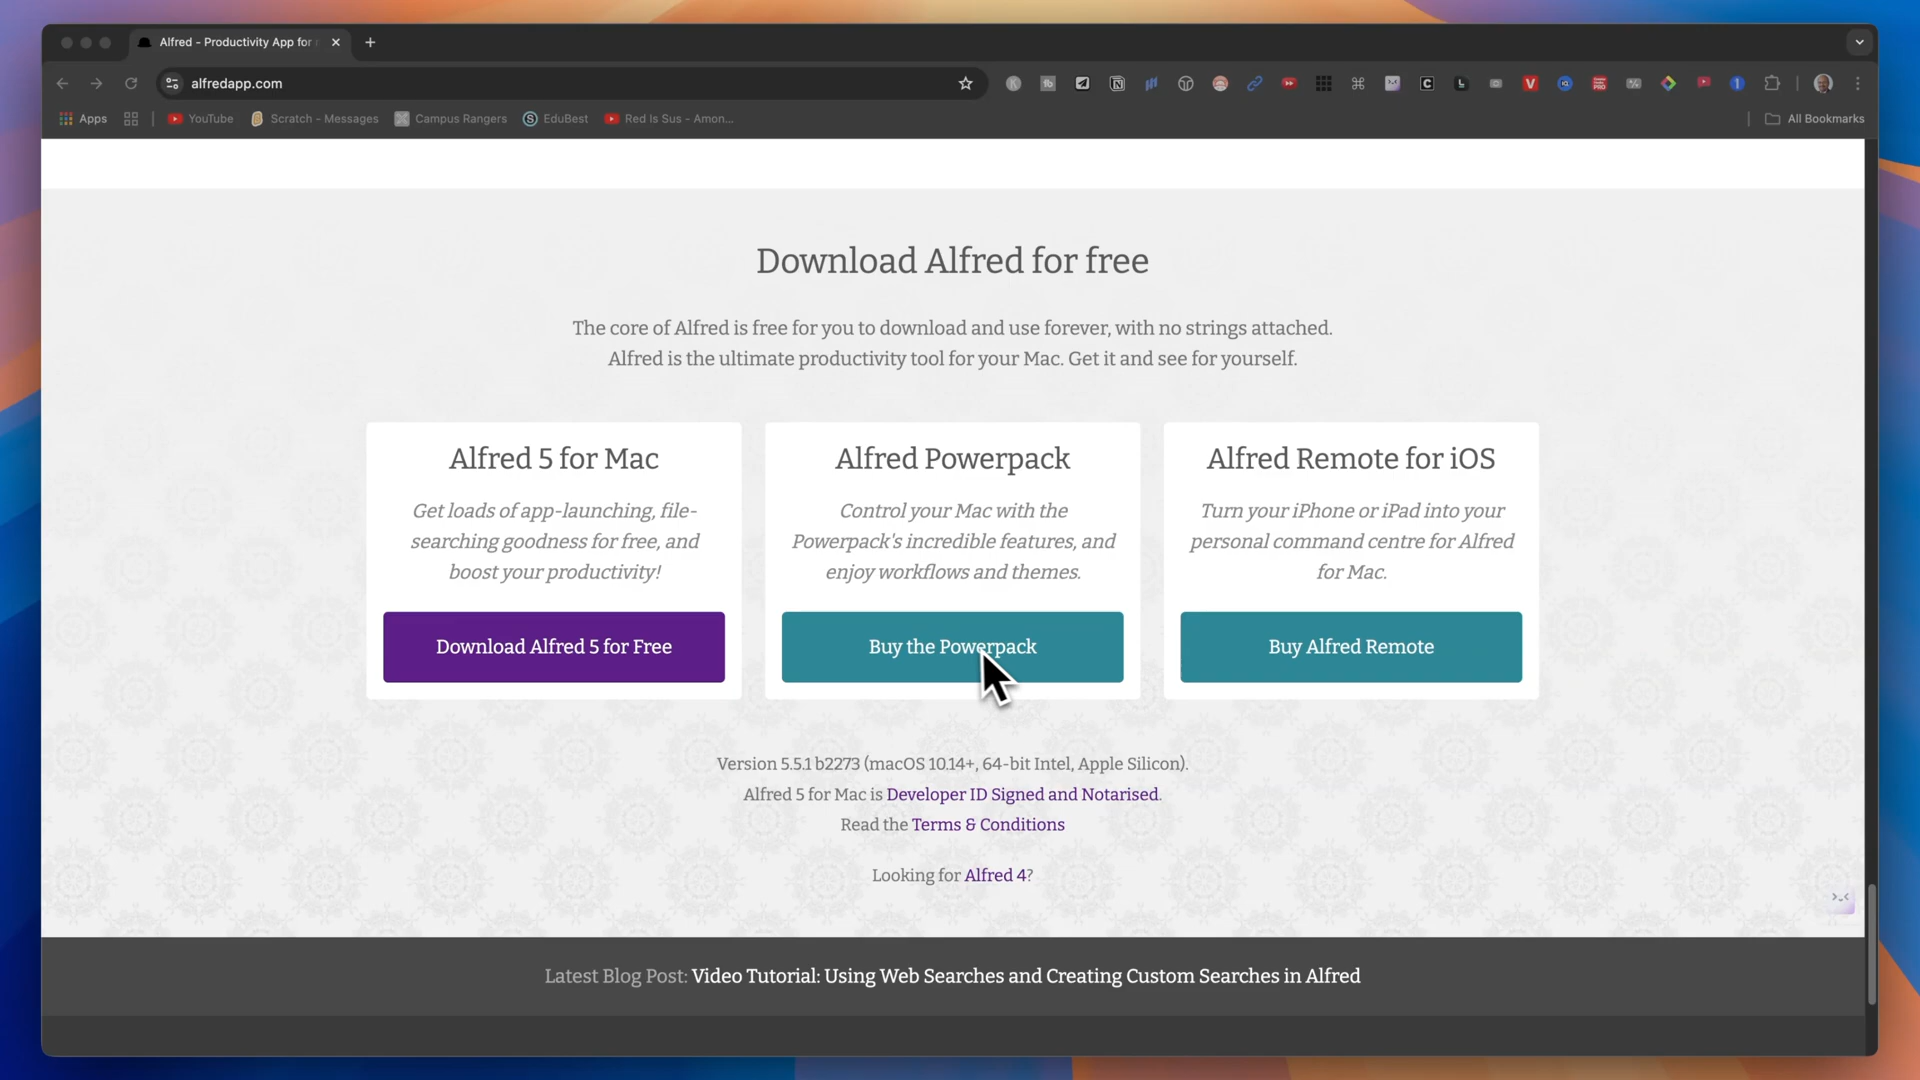 Alfred - Productivity App for
alfredapp.com
Apps
YouTube
Scratch - Messages
Campus Rangers
EduBest
Red Is Sus - Amon...
All Bookmarks
Download Alfred for free
The core of Alfred is free for you to download and use forever, with no strings attached.
Alfred is the ultimate productivity tool for your Mac. Get it and see for yourself.
Alfred 5 for Mac
Get loads of app-launching, file-
searching goodness for free, and
boost your productivity!
Download Alfred 5 for Free
Alfred Powerpack
Control your Mac with the
Powerpack's incredible features, and
enjoy workflows and themes.
Buy the Powerpack
Alfred Remote for iOS
Turn your iPhone or iPad into your
personal command centre for Alfred
for Mac.
Buy Alfred Remote
Version 5.5.1 b2273 (macOS 10.14+, 64-bit Intel, Apple Silicon).
Alfred 5 for Mac is Developer ID Signed and Notarised.
Read the Terms & Conditions
Looking for Alfred 4?
Latest Blog Post: Video Tutorial: Using Web Searches and Creating Custom Searches in Alfred